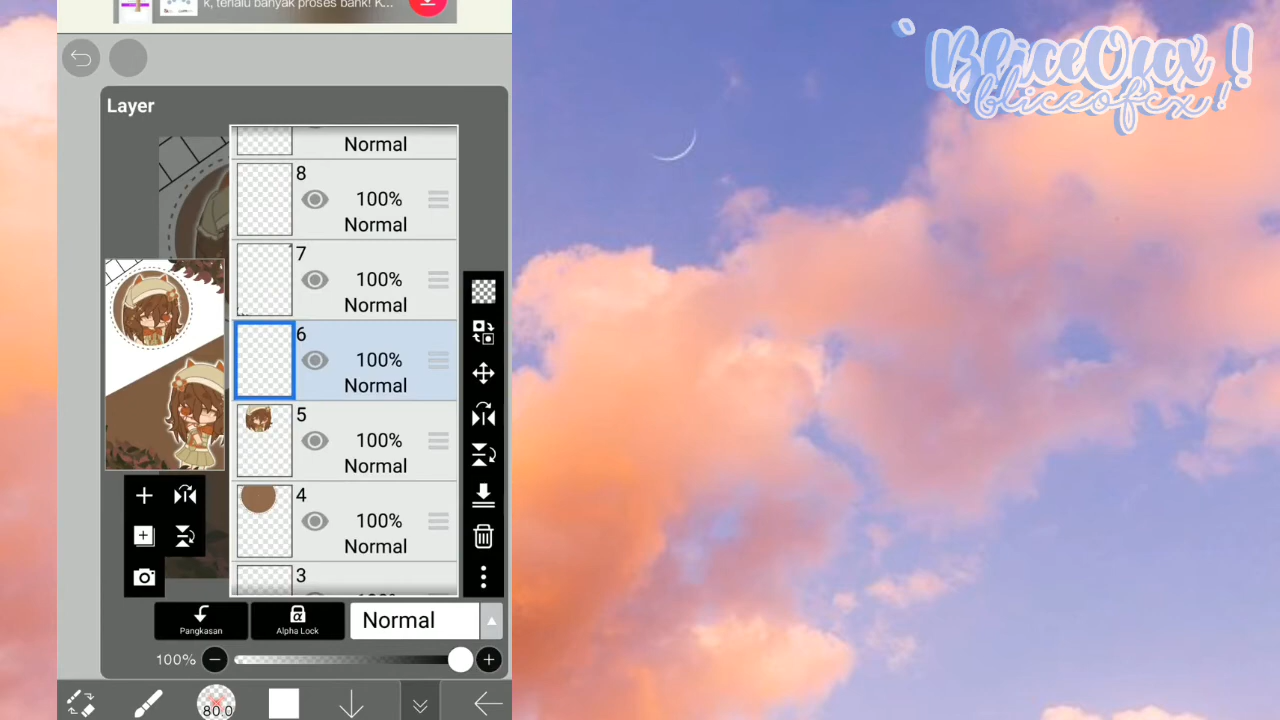 k, terlalu banyak proses bank! K...
BliceOfcx !
bliceofcx !
Layer
Normal
8
100%
Normal
7
100%
Normal
6
100%
Normal
5
100%
Normal
4
100%
Normal
3
Pangkasan
Alpha Lock
Normal
100%
80.0